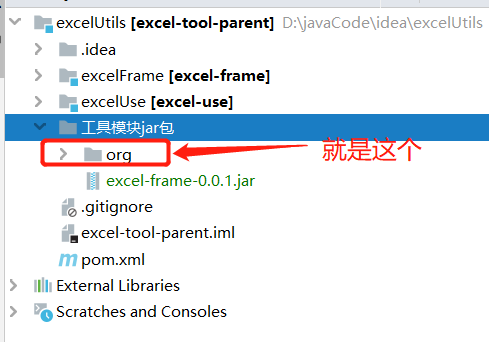 excelUtils [excel-tool-parent] D:\javaCode\idea\excelUtils
.idea
excelFrame [excel-frame]
excelUse [excel-use]
工具模块jar包
org 就是这个
excel-frame-0.0.1.jar
.gitignore
excel-tool-parent.iml
pom.xml
External Libraries
Scratches and Consoles